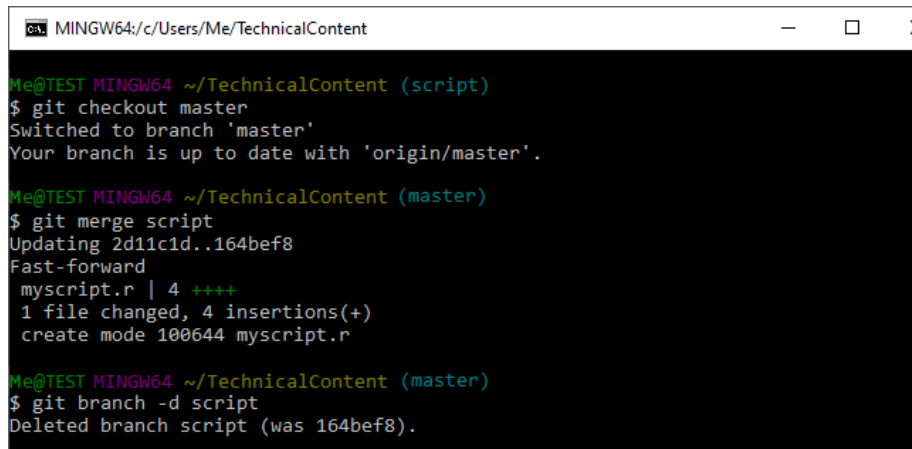 MINGW64:/c/Users/Me/TechnicalContent
Me@TEST MINGW64 ~/TechnicalContent (script)
$ git checkout master
Switched to branch 'master'
Your branch is up to date with 'origin/master'.
Me@TEST MINGW64 ~/TechnicalContent (master)
$ git merge script
Updating 2d11c1d..164bef8
Fast-forward
 myscript.r | 4 ++++
 1 file changed, 4 insertions(+)
 create mode 100644 myscript.r
Me@TEST MINGW64 ~/TechnicalContent (master)
$ git branch -d script
Deleted branch script (was 164bef8).